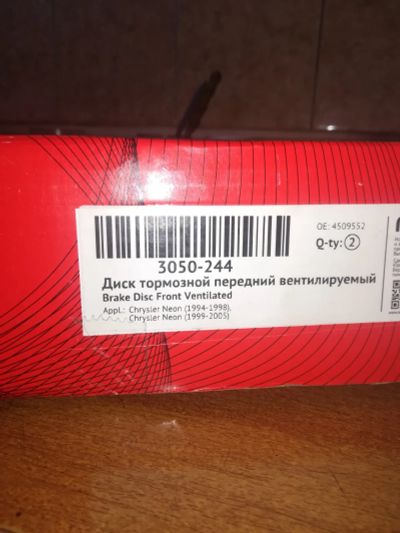 OE: 4509552
Q-ty: 2
3050-244
Диск тормозной передний вентилируемый
Brake Disc Front Ventilated
Appl.: Chrysler Neon (1994-1998),
Chrysler Neon (1999-2005)